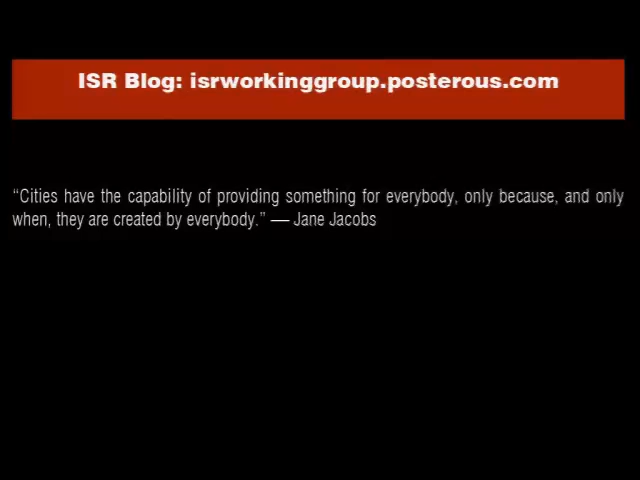 ISR Blog: isrworkinggroup.posterous.com
“Cities have the capability of providing something for everybody, only because, and only
when, they are created by everybody.” — Jane Jacobs